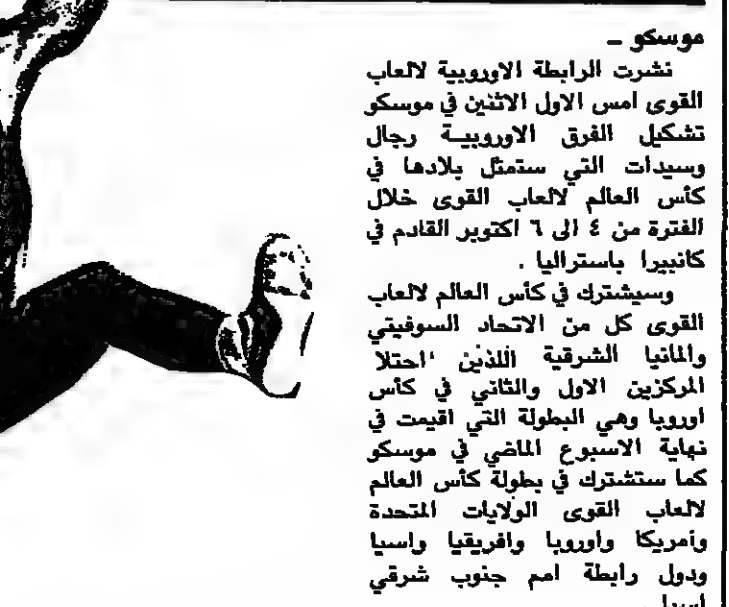 موسكو ـ
نشرت الرابطة الاوروبية لالعاب
القوى امس الاول الاثنين في موسكو
تشكيل الفرق الاوروبيــة رجال
وسيدات التي ستمثل بلادها في
كأس العالم لالعاب القوى خلال
الفترة من ٤ الى ٦ اكتوبر القادم في
كانبيرا باستراليا .
وسيشترك في كأس العالم لالعاب
القوى كل من الاتحاد السوفيتي
والمانيا الشرقية اللذين احتلا
المركزين الاول والثاني في كأس
اوروبا وهي البطولة التي اقيمت في
نهاية الاسبوع الماضي في موسكو
كما ستشترك في بطولة كأس العالم
لالعاب القوى الولايات المتحدة
وأمريكا واوروبا وافريقيا واسيا
ودول رابطة امم جنوب شرقي